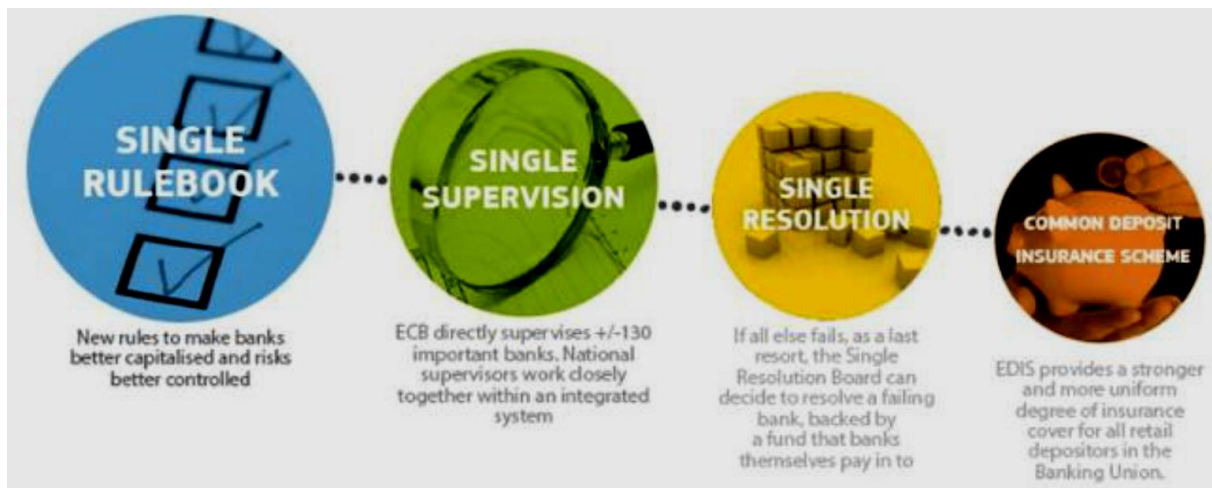 SINGLE
RULEBOOK
New rules to make banks
better capitalised and risks
better controlled
SINGLE
SUPERVISION
ECB directly supervises +/-130
important banks. National
supervisors work closely
together within an integrated
system
SINGLE
RESOLUTION
If all else fails, as a last
resort, the Single
Resolution Board can
decide to resolve a failing
bank, backed by
a fund that banks
themselves pay in to
COMMON DEPOSIT
INSURANCE SCHEME
EDIS provides a stronger
and more uniform
degree of insurance
cover for all retail
depositors in the
Banking Union.